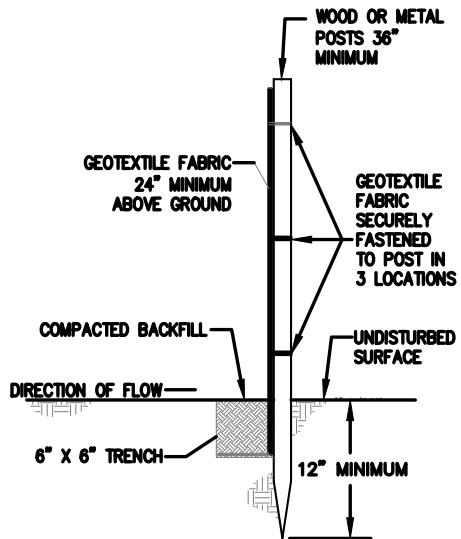 WOOD OR METAL
POSTS 36"
MINIMUM
GEOTEXTILE FABRIC
24" MINIMUM
ABOVE GROUND
GEOTEXTILE
FABRIC
SECURELY
FASTENED
TO POST IN
3 LOCATIONS
COMPACTED BACKFILL
UNDISTURBED
SURFACE
DIRECTION OF FLOW
6" X 6" TRENCH
12" MINIMUM